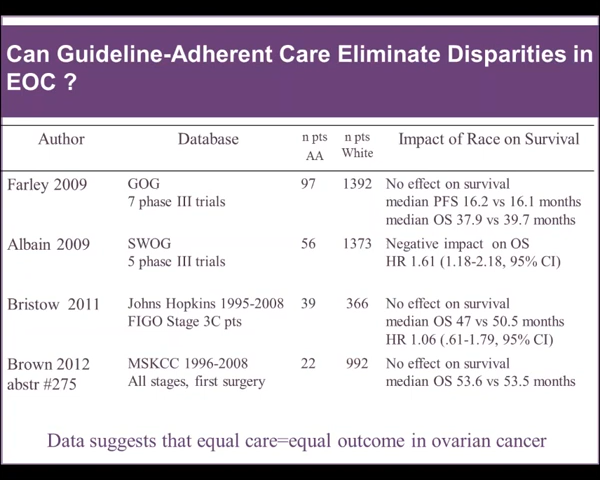 Can Guideline-Adherent Care Eliminate Disparities in
EOC ?
Author Database n pts AA n pts White Impact of Race on Survival
Farley 2009 GOG 97 1392 No effect on survival
7 phase III trials median PFS 16.2 vs 16.1 months
median OS 37.9 vs 39.7 months
Albain 2009 SWOG 56 1373 Negative impact on OS
5 phase III trials HR 1.61 (1.18-2.18, 95% CI)
Bristow 2011 Johns Hopkins 1995-2008 39 366 No effect on survival
FIGO Stage 3C pts median OS 47 vs 50.5 months
HR 1.06 (.61-1.79, 95% CI)
Brown 2012 MSKCC 1996-2008 22 992 No effect on survival
abstr #275 All stages, first surgery median OS 53.6 vs 53.5 months
Data suggests that equal care=equal outcome in ovarian cancer